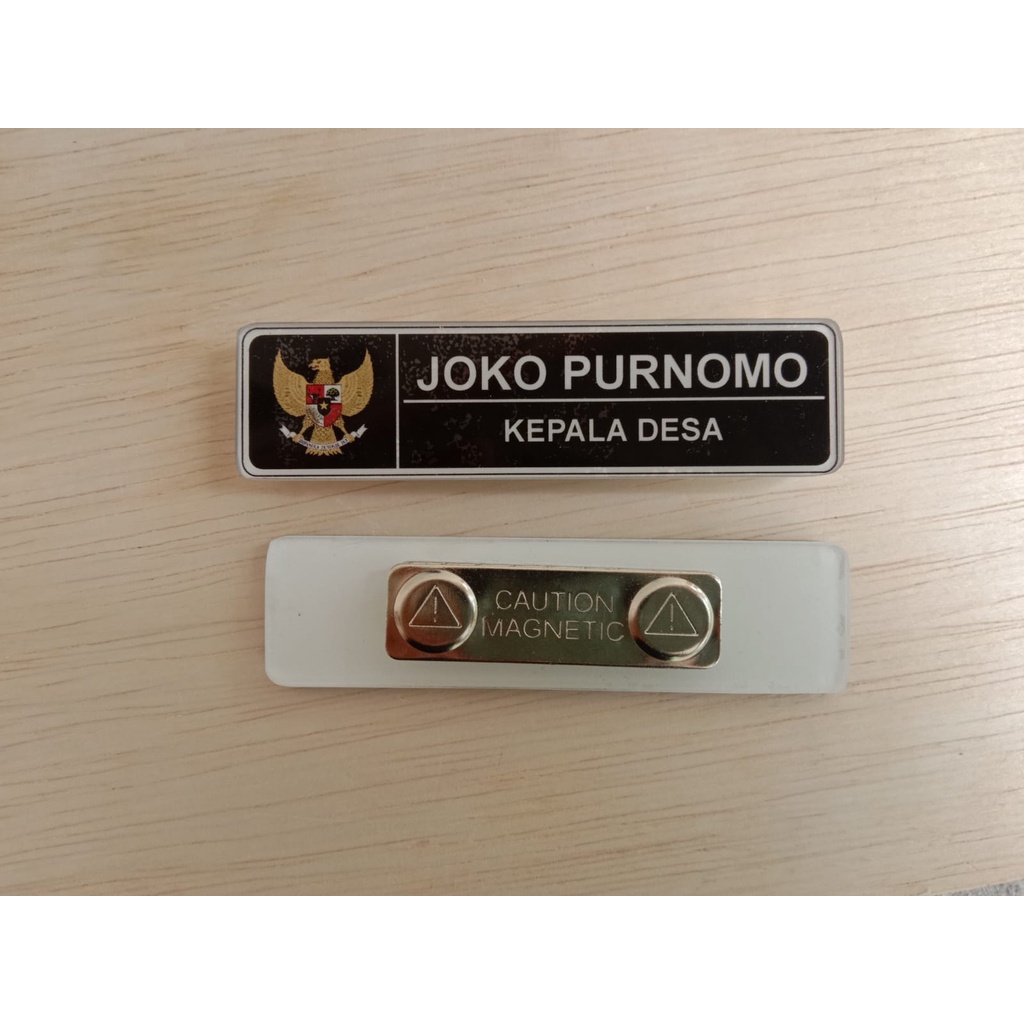 JOKO PURNOMO
KEPALA DESA
CAUTION
MAGNETIC